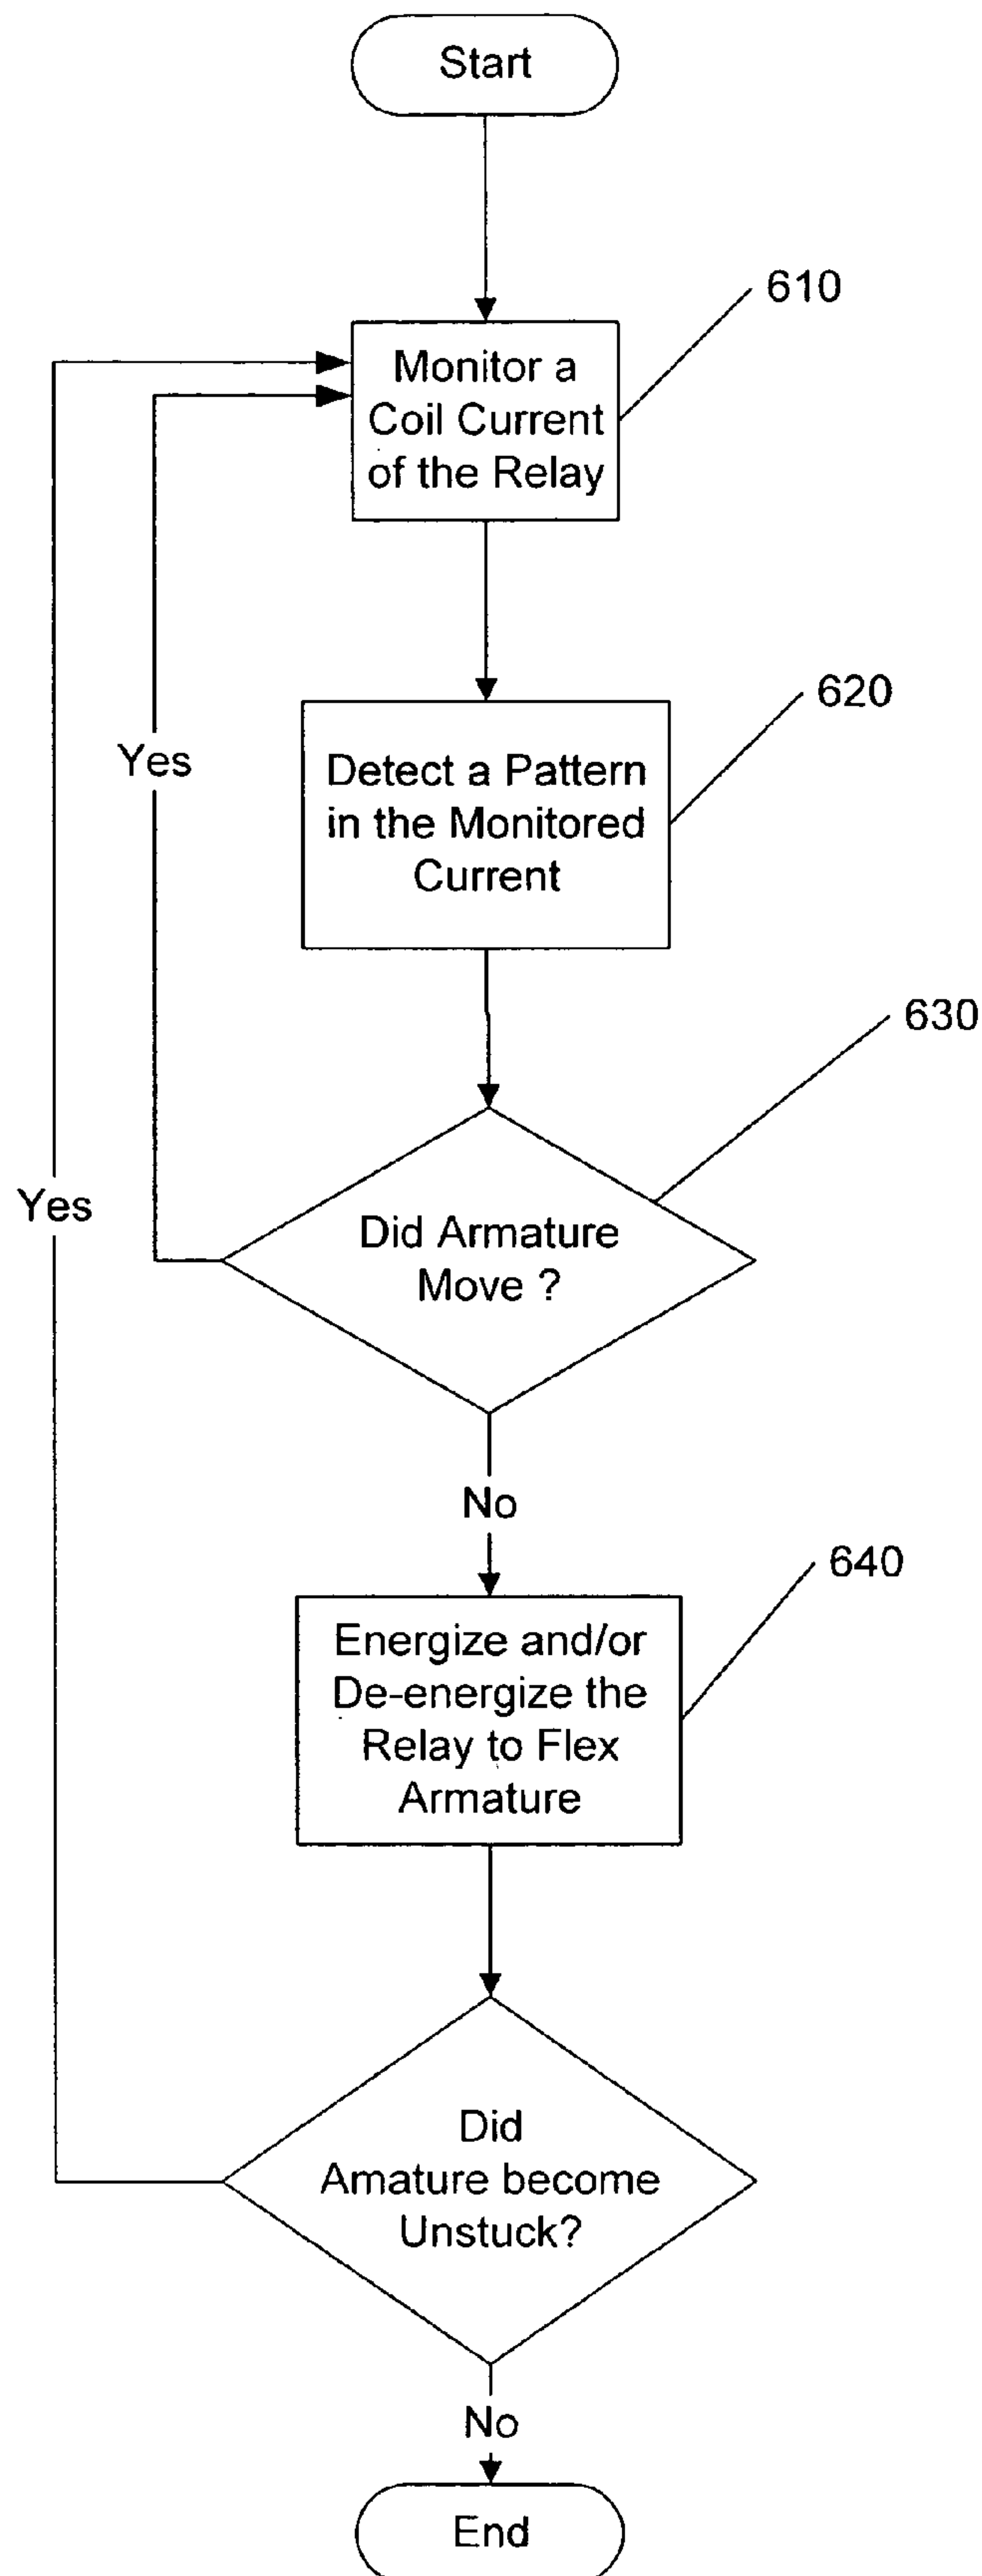 Start
610
Monitor a
Coil Current
of the Relay
620
Detect a Pattern
in the Monitored
Current
Yes
630
Did Armature
Move ?
Yes
No
640
Energize and/or
De-energize the
Relay to Flex
Armature
Did
Amature become
Unstuck?
No
End